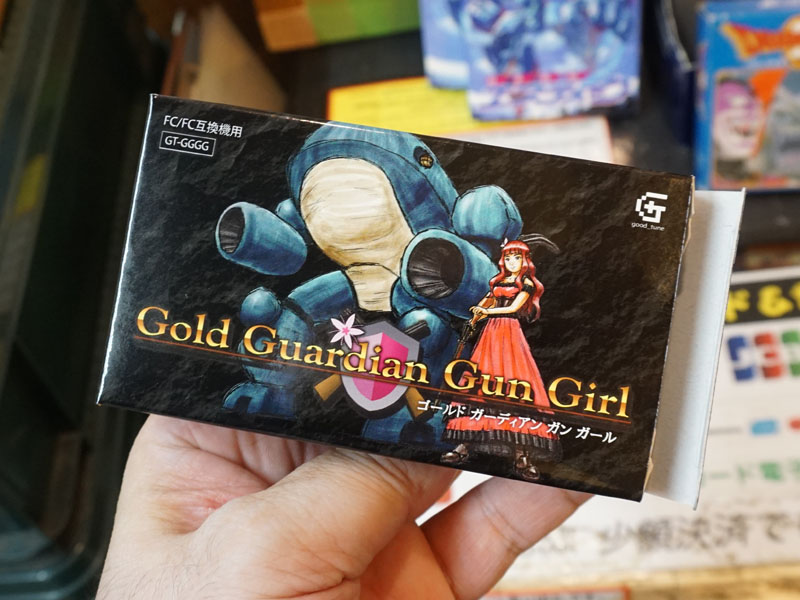 FC/FC互換機用
GT-GGGG
good_tune
Gold Guardian Gun Girl
ゴールド ガーディアン ガン ガール